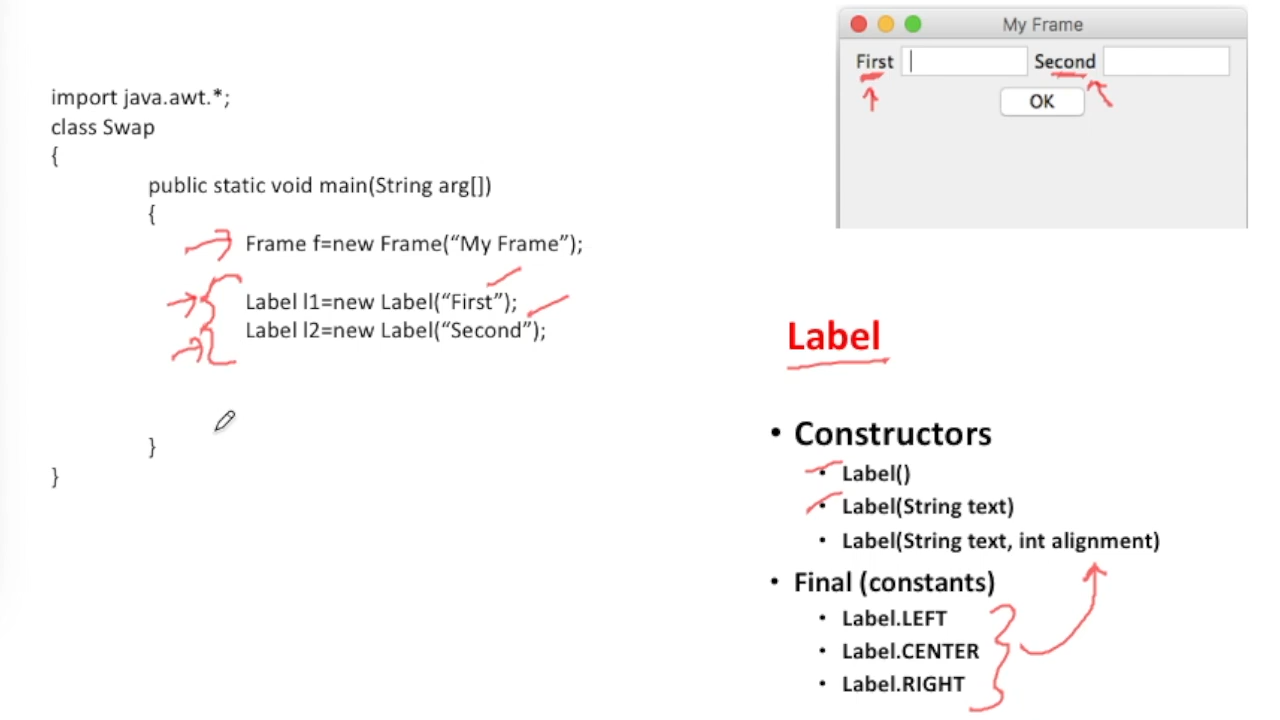 import java.awt.*;
class Swap
{
public static void main(String arg[])
{
Frame f=new Frame(“My Frame”);
Label l1=new Label(“First”);
Label l2=new Label(“Second”);
}
}
My Frame
First Second
OK
Label
• Constructors
• Label()
• Label(String text)
• Label(String text, int alignment)
• Final (constants)
• Label.LEFT
• Label.CENTER
• Label.RIGHT